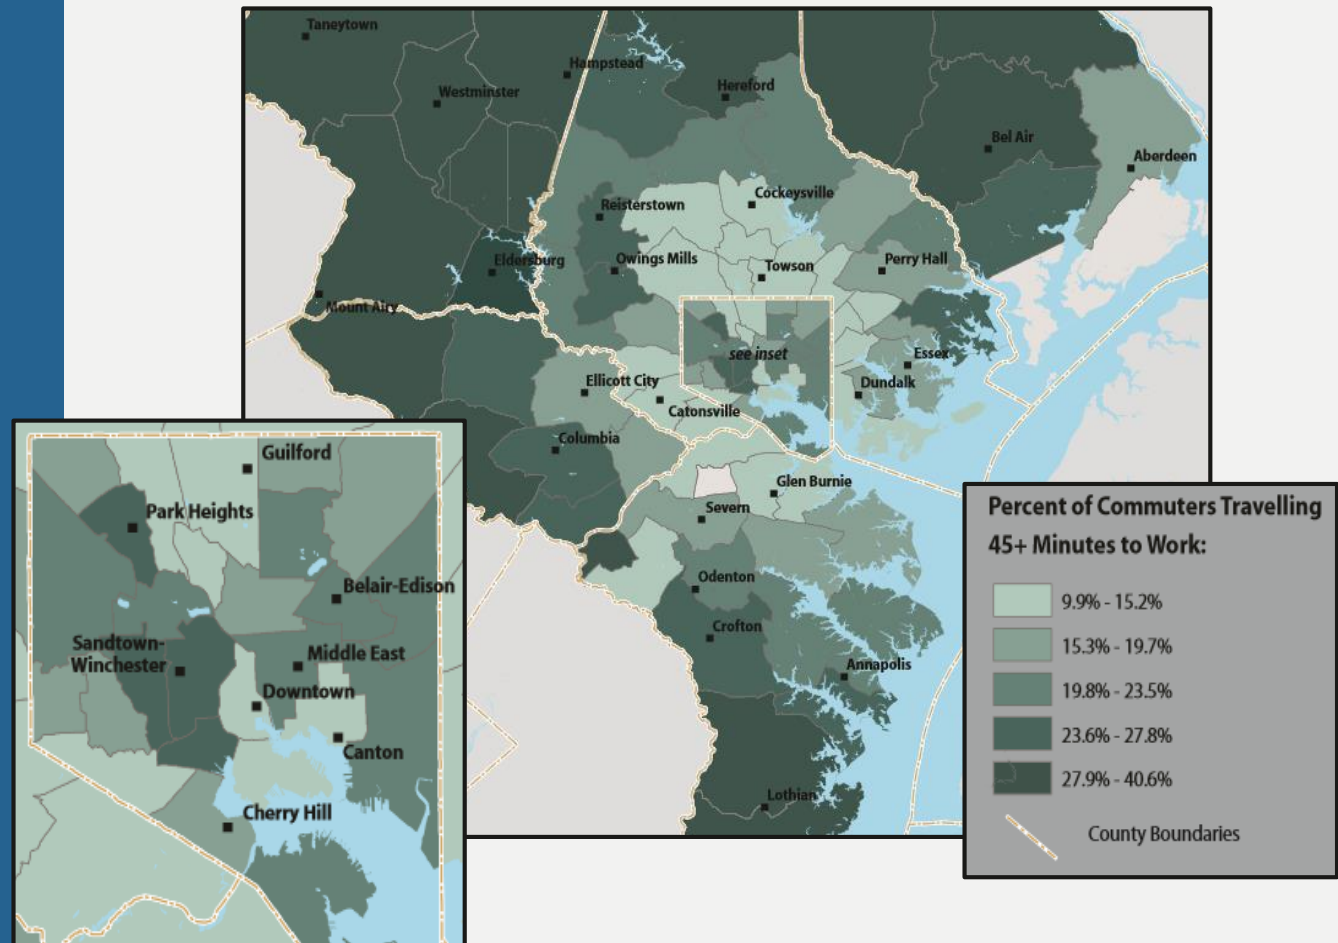 Taneytown
Hampstead
Westminster
Hereford
Bel Air
Aberdeen
Cockeysville
Reisterstown
Eldersburg
Owings Mills
Towson
Perry Hall
Mount Airy
see inset
Essex
Ellicott City
Dundalk
Catonsville
Columbia
Glen Burnie
Severn
Odenton
Crofton
Annapolis
Lothian
Guilford
Park Heights
Belair-Edison
Sandtown-
Winchester
Middle East
Downtown
Canton
Cherry Hill
Percent of Commuters Travelling
45+ Minutes to Work:
9.9% - 15.2%
15.3% - 19.7%
19.8% - 23.5%
23.6% - 27.8%
27.9% - 40.6%
County Boundaries